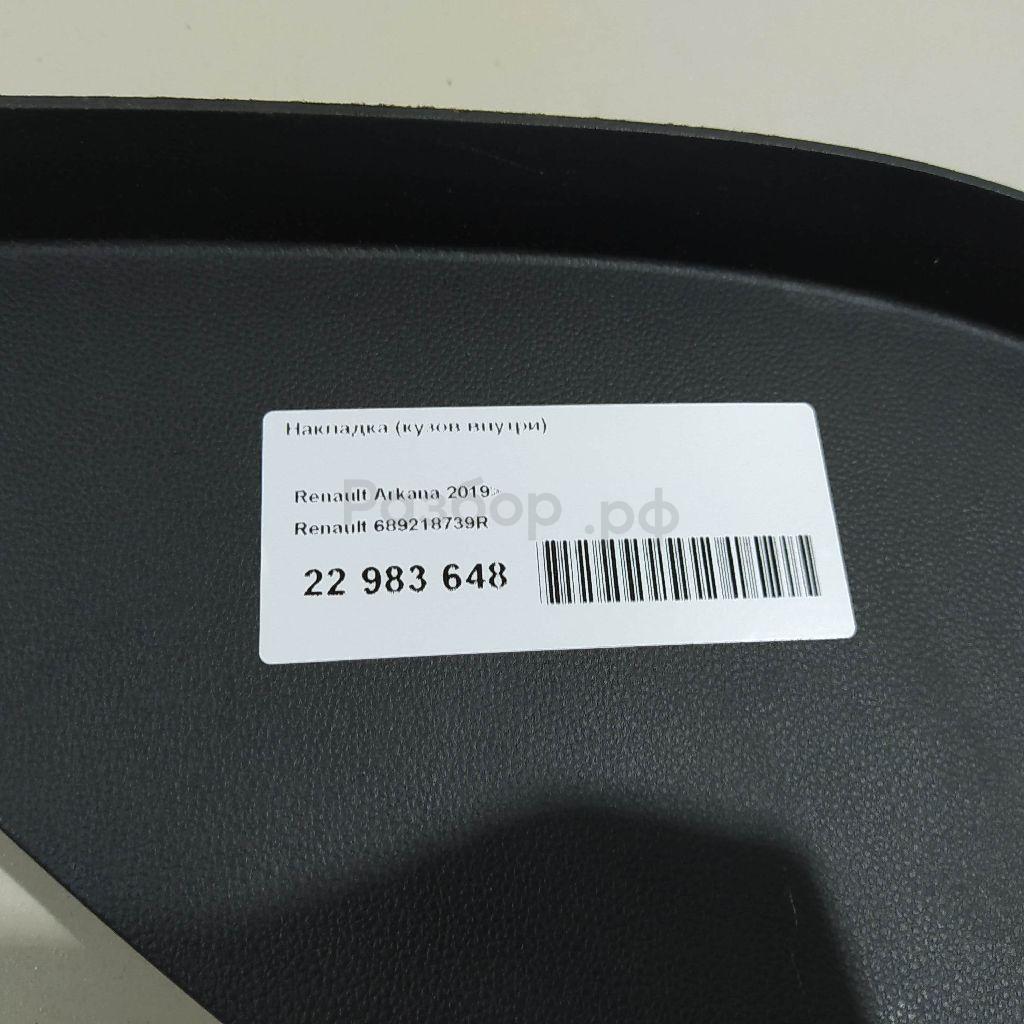 Накладка (кузов внутри)
Renault Arkana 2019>
Разбор.рф
Renault 689218739R
22 983 648